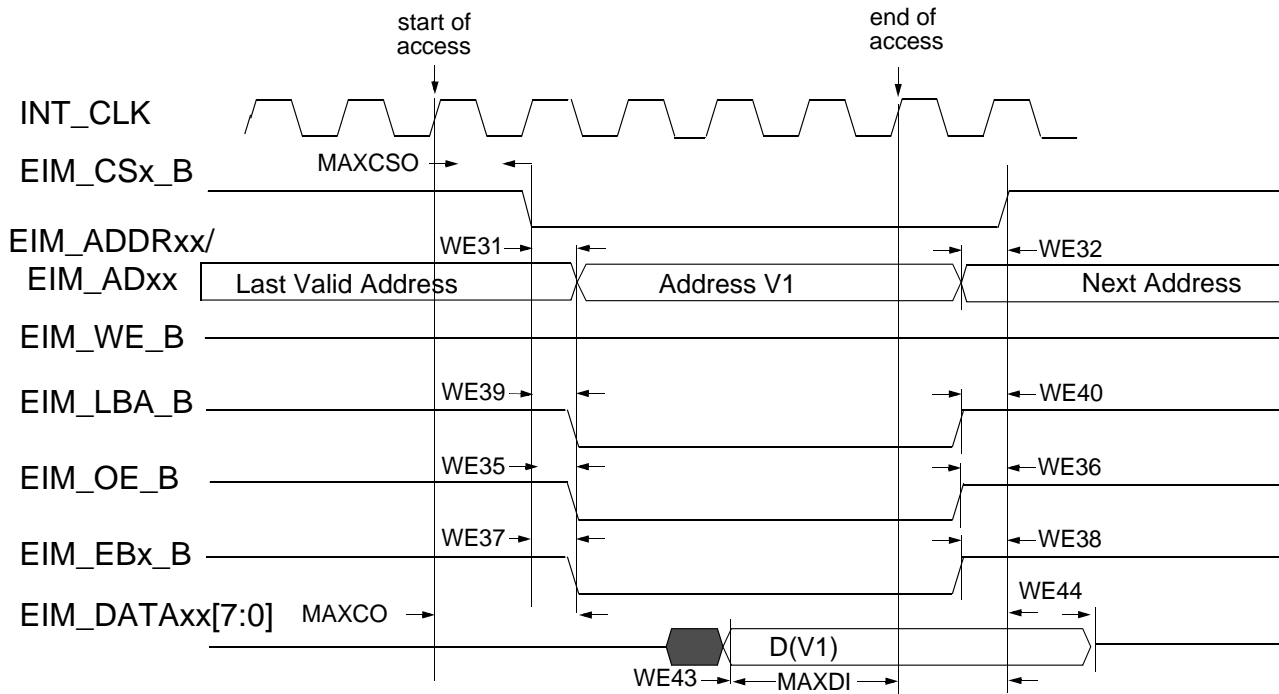 start of
access
end of
access
INT_CLK
EIM_CSx_B
MAXCSO
EIM_ADDRxx/
EIM_ADxx
WE31
WE32
Last Valid Address
Address V1
Next Address
EIM_WE_B
EIM_LBA_B
WE39
WE40
EIM_OE_B
WE35
WE36
EIM_EBx_B
WE37
WE38
EIM_DATAxx[7:0]
MAXCO
WE44
D(V1)
WE43
MAXDI